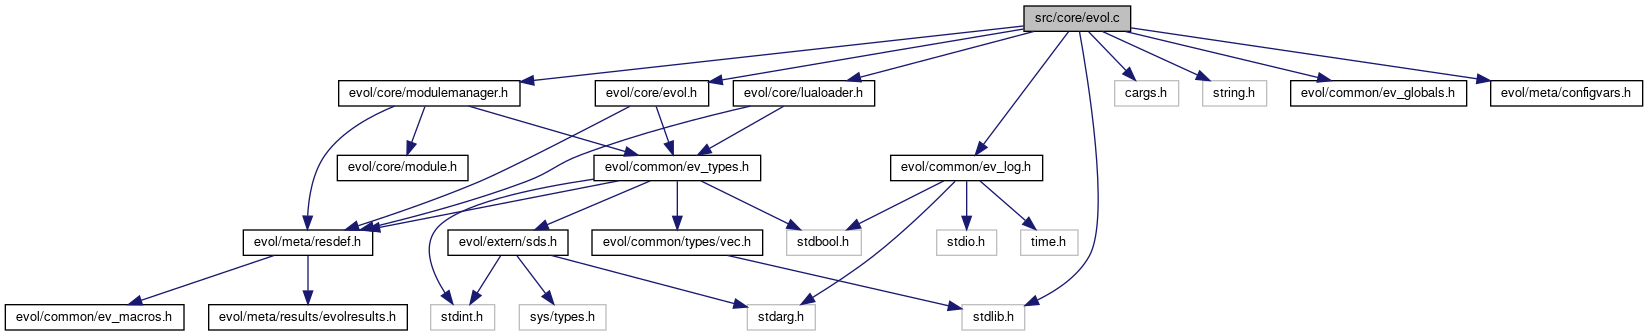 src/core/evol.c
evol/core/modulemanager.h
evol/core/evol.h
evol/core/lualoader.h
cargs.h
string.h
evol/common/ev_globals.h
evol/meta/configvars.h
evol/core/module.h
evol/common/ev_types.h
evol/common/ev_log.h
evol/meta/resdef.h
evol/extern/sds.h
evol/common/types/vec.h
stdbool.h
stdio.h
time.h
evol/common/ev_macros.h
evol/meta/results/evolresults.h
stdint.h
sys/types.h
stdarg.h
stdlib.h